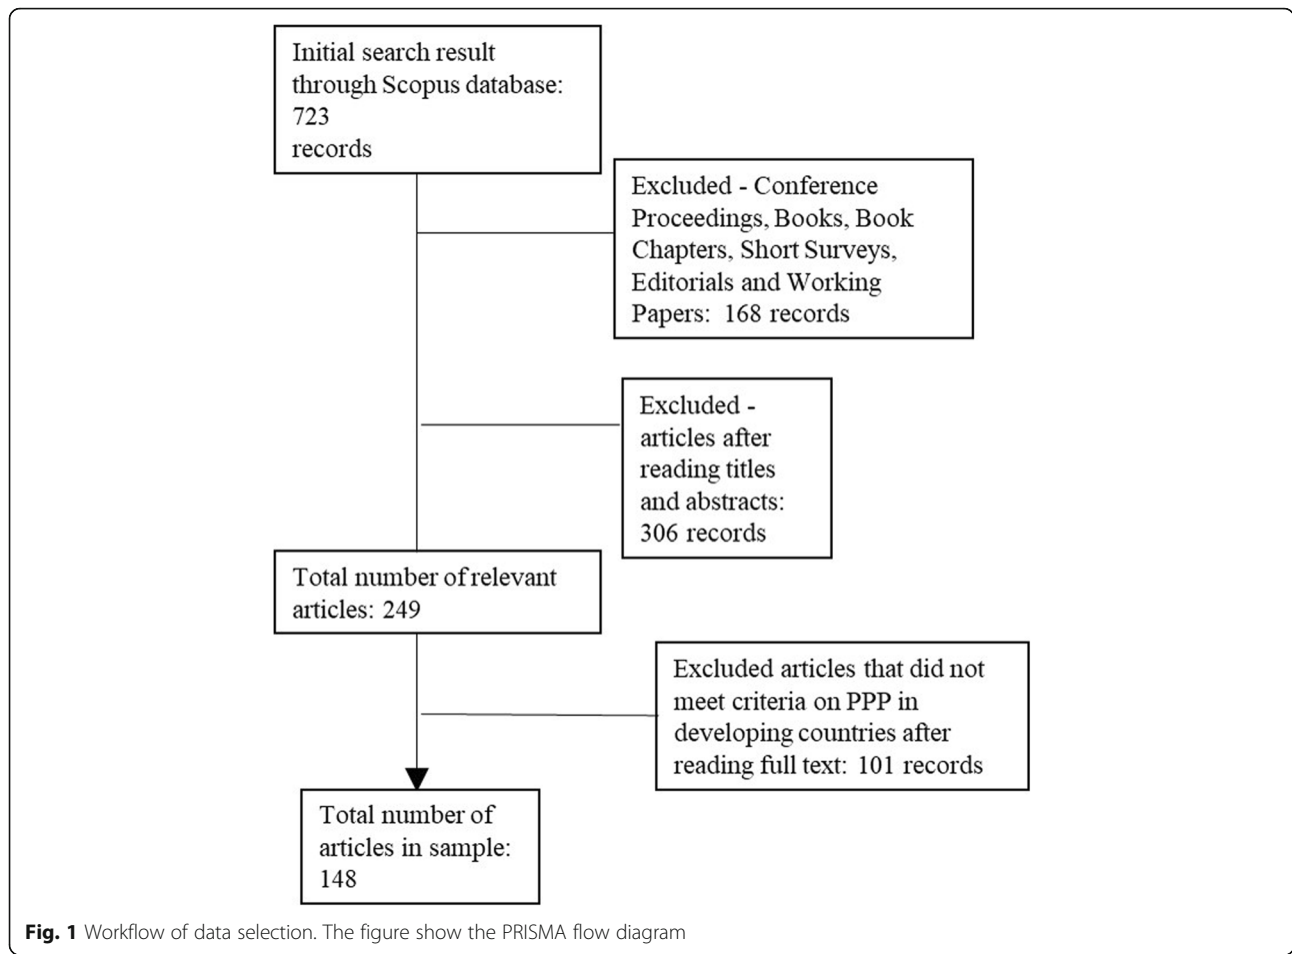 Initial search result
through Scopus database:
723
records
Excluded - Conference
Proceedings, Books, Book
Chapters, Short Surveys,
Editorials and Working
Papers: 168 records
Excluded -
articles after
reading titles
and abstracts:
306 records
Total number of relevant
articles: 249
Excluded articles that did not
meet criteria on PPP in
developing countries after
reading full text: 101 records
Total number of
articles in sample:
148
Fig. 1 Workflow of data selection. The figure show the PRISMA flow diagram